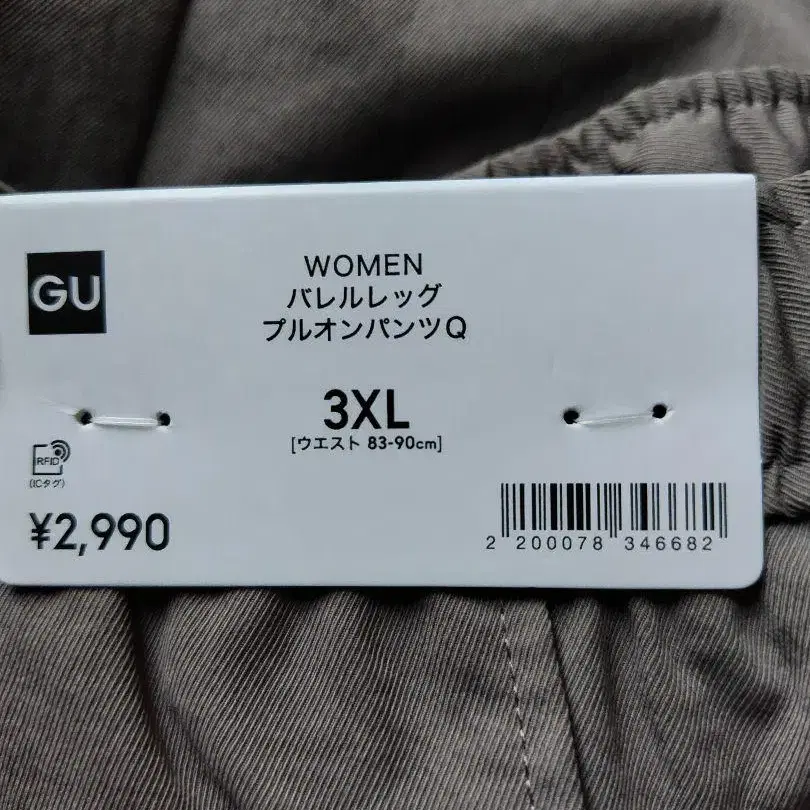 GU
WOMEN
バレルレッグ
プルオンパンツQ
3XL
[ウエスト 83-90cm]
RFID
(ICタグ)
¥2,990
2 200078 346682